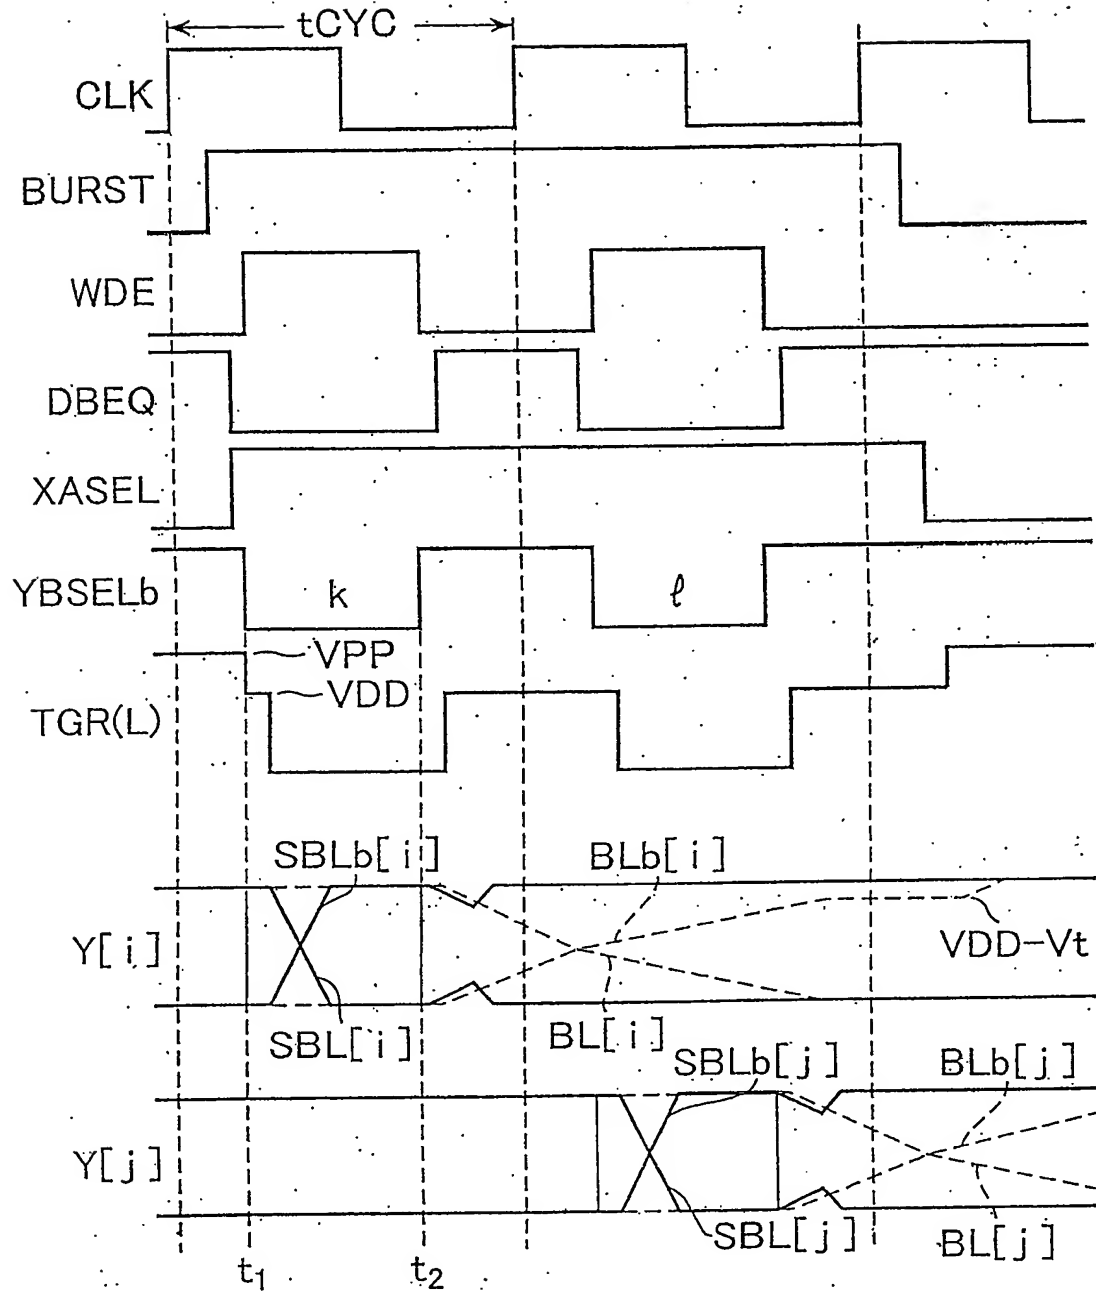 tCYC
CLK
BURST
WDE
DBEQ
XASEL
YBSELb
k
ℓ
VPP
VDD
TGR(L)
SBLb[i]
BLb[i]
Y[i]
VDD-Vt
SBL[i]
BL[i]
SBLb[j]
BLb[j]
Y[j]
SBL[j]
BL[j]
t1
t2